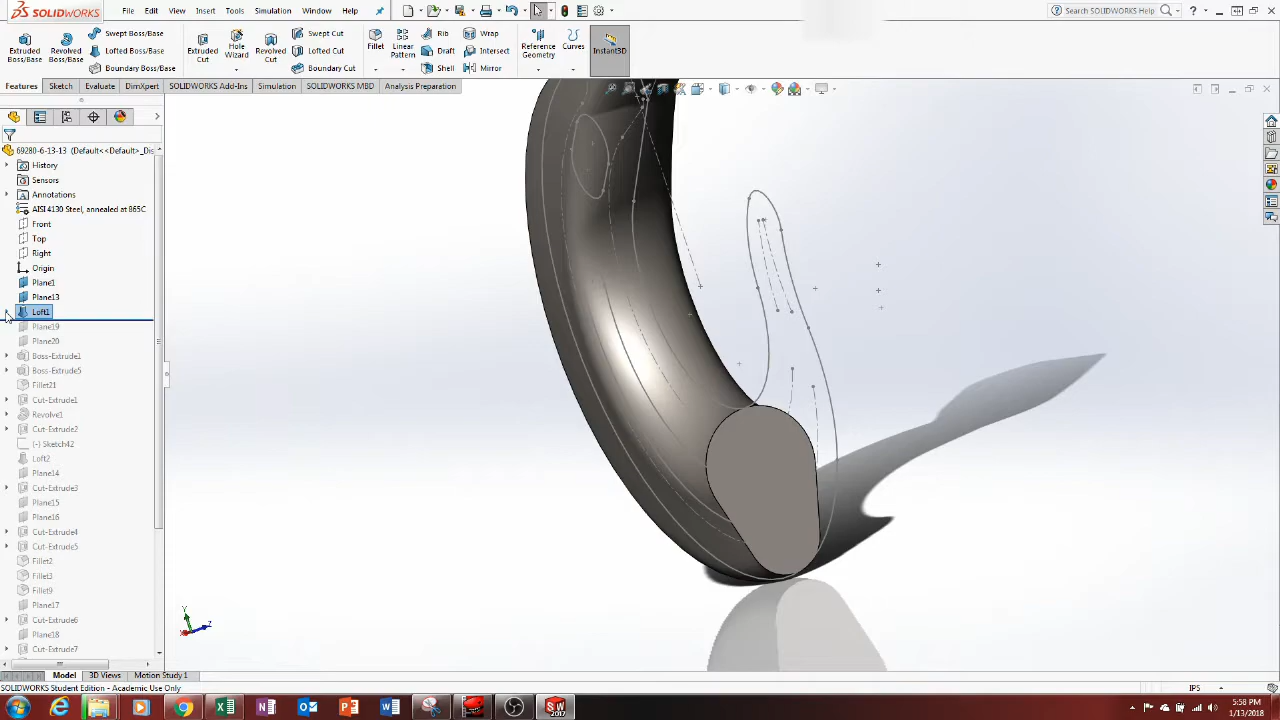 SOLIDWORKS
File Edit View Insert Tools Simulation Window Help
Search SOLIDWORKS Help
Extruded Boss/Base
Revolved Boss/Base
Swept Boss/Base
Lofted Boss/Base
Boundary Boss/Base
Extruded Cut
Hole Wizard
Revolved Cut
Swept Cut
Lofted Cut
Boundary Cut
Fillet
Linear Pattern
Rib
Draft
Shell
Wrap
Intersect
Mirror
Reference Geometry
Curves
Instant3D
Features Sketch Evaluate DimXpert SOLIDWORKS Add-Ins Simulation SOLIDWORKS MBD Analysis Preparation
69280-6-13-13 (Default<<Default>_Dis
History
Sensors
Annotations
AISI 4130 Steel, annealed at 865C
Front
Top
Right
Origin
Plane1
Plane13
Loft1
Plane19
Plane20
Boss-Extrude1
Boss-Extrude5
Fillet21
Cut-Extrude1
Revolve1
Cut-Extrude2
(-) Sketch42
Loft2
Plane14
Cut-Extrude3
Plane15
Plane16
Cut-Extrude4
Cut-Extrude5
Fillet2
Fillet3
Fillet9
Plane17
Cut-Extrude6
Plane18
Cut-Extrude7
Y
X
Z
Model 3D Views Motion Study1
SOLIDWORKS Student Edition - Academic Use Only
IPS
5:58 PM
1/13/2018
SW
2017